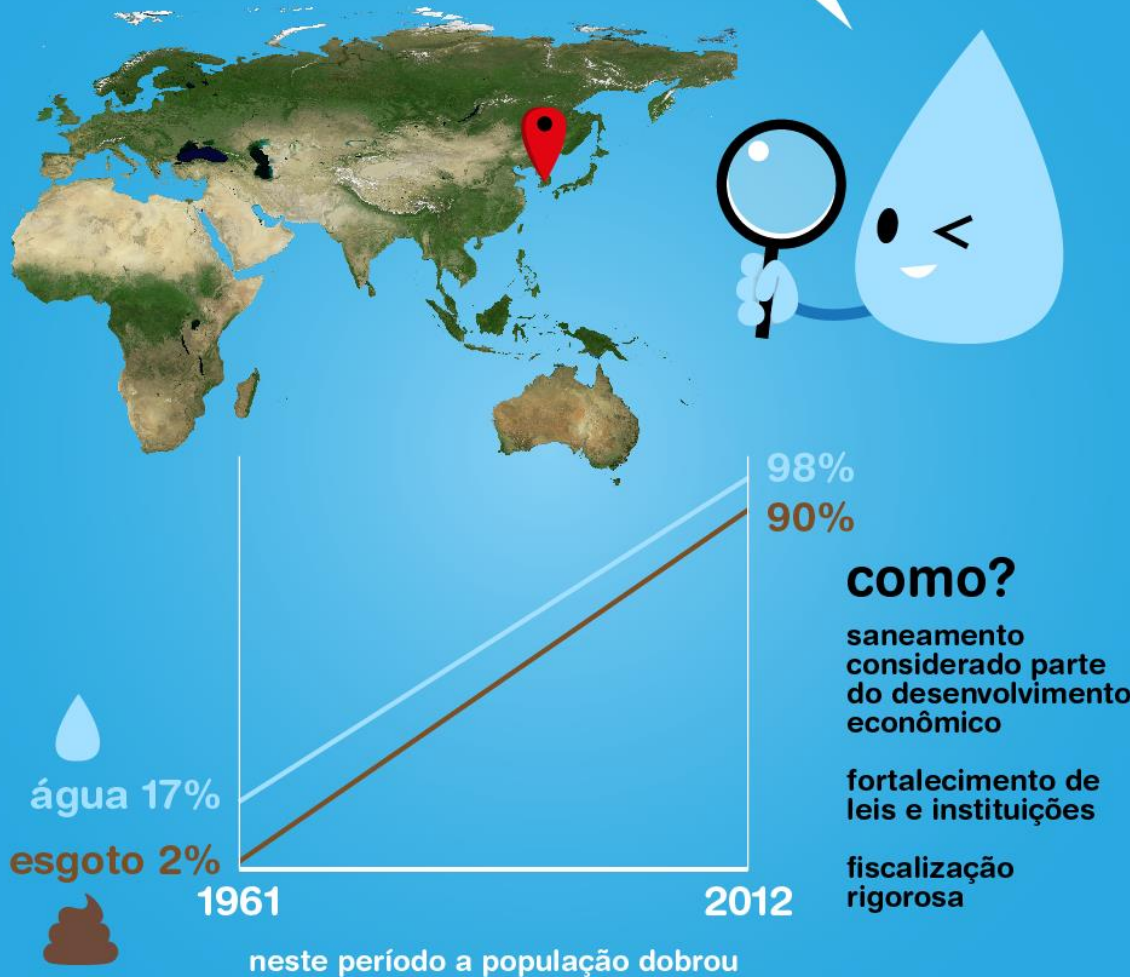 98%
90%
como?
saneamento
considerado parte
do desenvolvimento
econômico
fortalecimento de
leis e instituições
fiscalização
rigorosa
água 17%
esgoto 2%
1961
2012
neste período a população dobrou